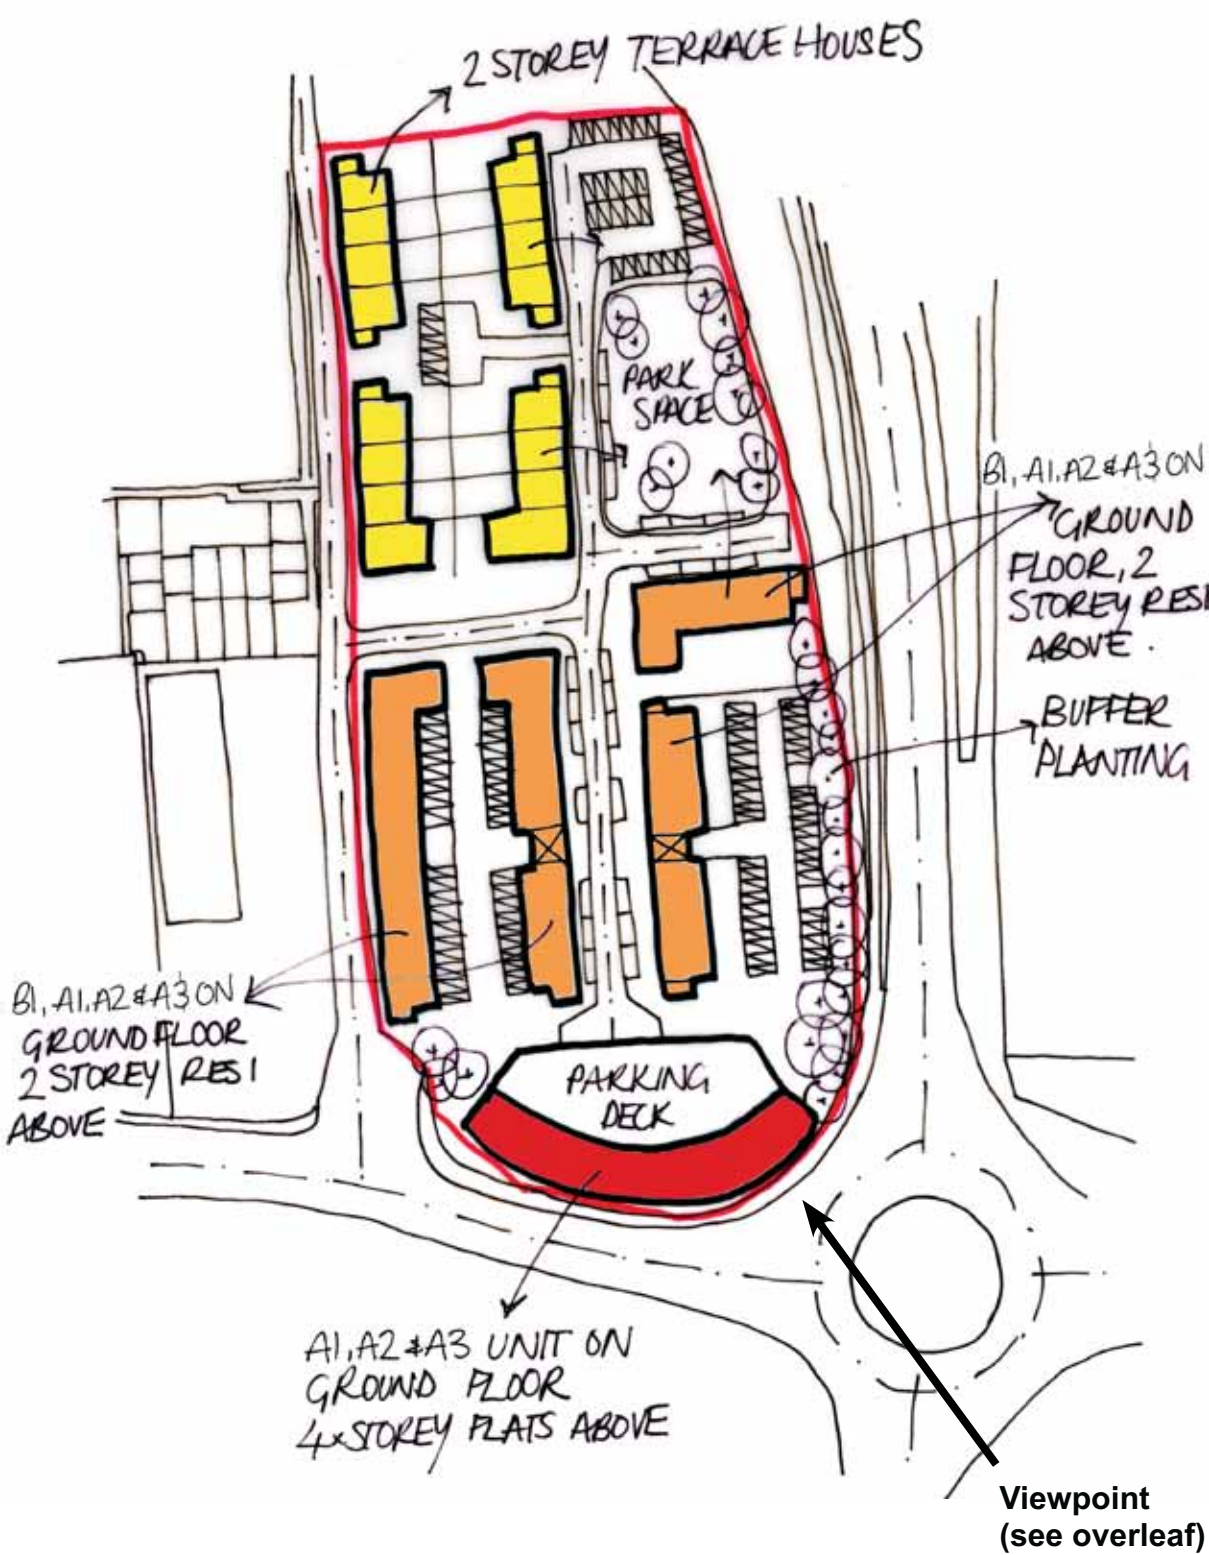 2 STOREY TERRACE HOUSES
PARK
SPACE
B1, A1, A2 & A3 ON
GROUND
FLOOR, 2
STOREY RESI
ABOVE.
BUFFER
PLANTING
B1, A1, A2 & A3 ON
GROUND FLOOR
2 STOREY RESI
ABOVE
PARKING
DECK
A1, A2 & A3 UNIT ON
GROUND FLOOR
4x STOREY FLATS ABOVE
Viewpoint
(see overleaf)